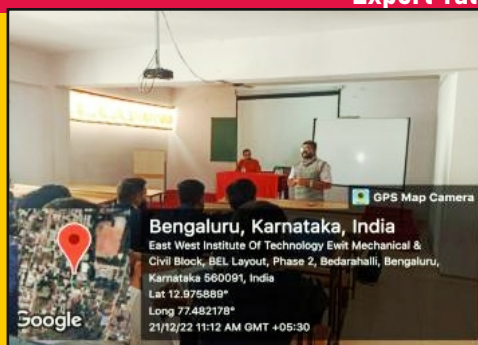 Expert Tal
GPS Map Camera
Bengaluru, Karnataka, India
East West Institute Of Technology Ewit Mechanical &
Civil Block, BEL Layout, Phase 2, Bedarahalli, Bengaluru,
Karnataka 560091, India
Lat 12.975889°
Long 77.482178°
21/12/22 11:12 AM GMT +05:30
Google